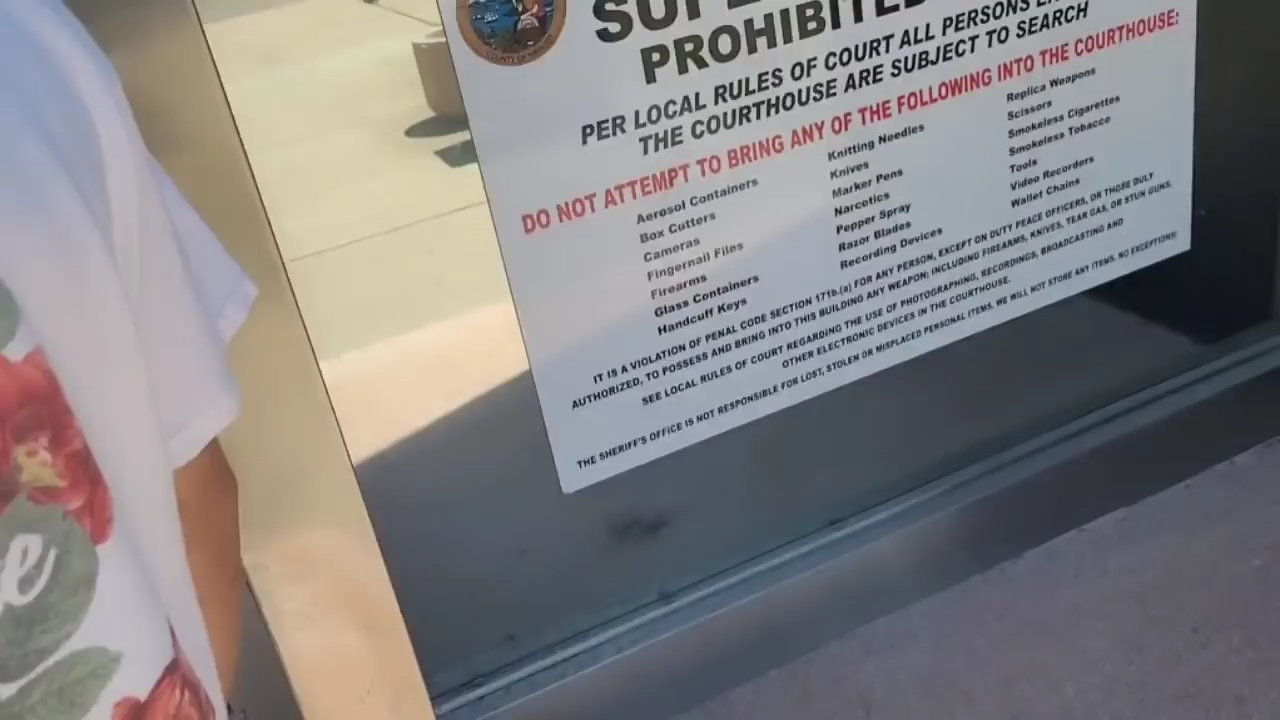 COUNTY OF
PROHIBITED
PER LOCAL RULES OF COURT ALL PERSONS
THE COURTHOUSE ARE SUBJECT TO SEARCH
DO NOT ATTEMPT TO BRING ANY OF THE FOLLOWING INTO THE COURTHOUSE:
Aerosol Containers
Box Cutters
Cameras
Fingernail Files
Firearms
Glass Containers
Handcuff Keys
Knitting Needles
Knives
Marker Pens
Narcotics
Pepper Spray
Razor Blades
Recording Devices
Replica Weapons
Scissors
Smokeless Cigarettes
Smokeless Tobacco
Tools
Video Recorders
Wallet Chains
IT IS A VIOLATION OF PENAL CODE SECTION 171b.(a) FOR ANY PERSON, EXCEPT ON DUTY PEACE OFFICERS, OR THOSE DULY
AUTHORIZED, TO POSSESS AND BRING INTO THIS BUILDING ANY WEAPON; INCLUDING FIREARMS, KNIVES, TEAR GAS, OR STUN GUNS.
SEE LOCAL RULES OF COURT REGARDING THE USE OF PHOTOGRAPHING, RECORDINGS, BROADCASTING AND
OTHER ELECTRONIC DEVICES IN THE COURTHOUSE.
THE SHERIFF'S OFFICE IS NOT RESPONSIBLE FOR LOST, STOLEN OR MISPLACED PERSONAL ITEMS. WE WILL NOT STORE ANY ITEMS. NO EXCEPTIONS!
e